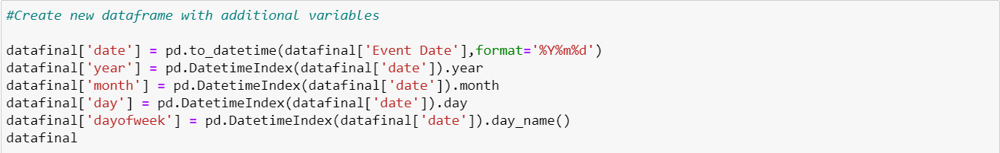 #Create new dataframe with additional variables
datafinal['date'] = pd.to_datetime(datafinal['Event Date'],format='%Y%m%d')
datafinal['year'] = pd.DatetimeIndex(datafinal['date']).year
datafinal['month'] = pd.DatetimeIndex(datafinal['date']).month
datafinal['day'] = pd.DatetimeIndex(datafinal['date']).day
datafinal['dayofweek'] = pd.DatetimeIndex(datafinal['date']).day_name()
datafinal